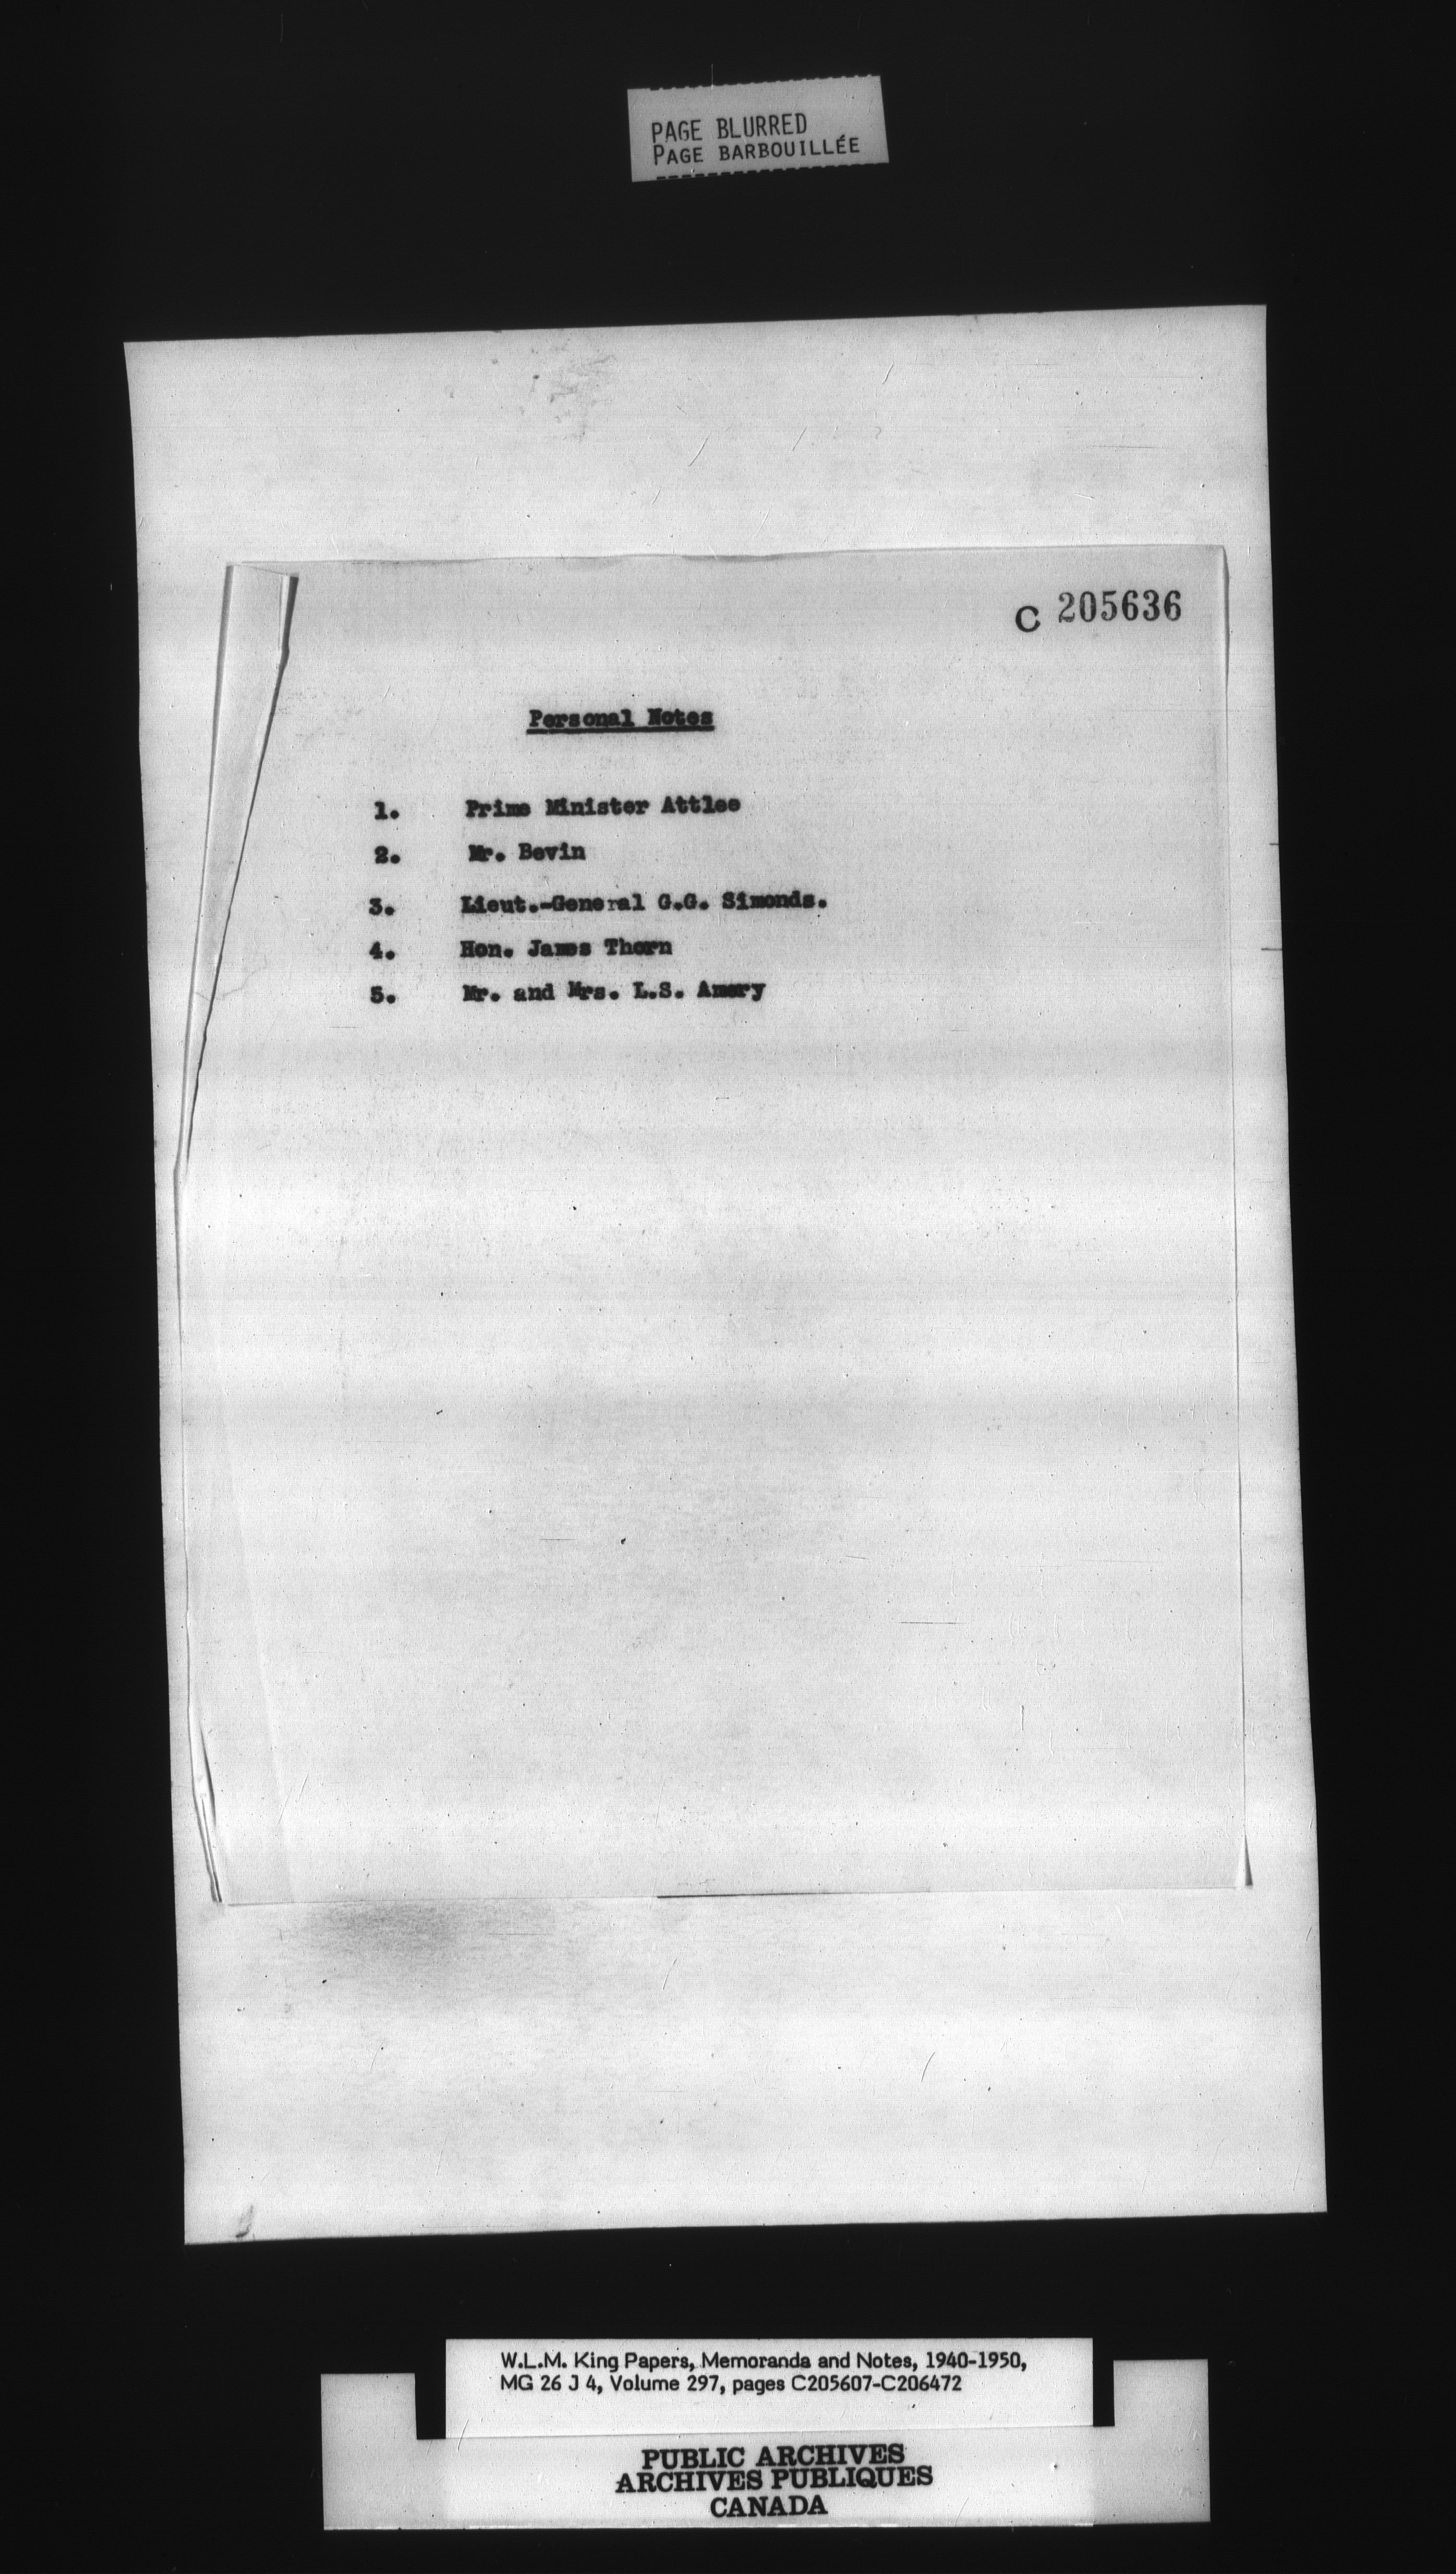 PAGE BLURRED
PAGE BARBOUILLÉE
C 205636
Personal Notes
1. Prime Minister Attlee
2. Mr. Bevin
3. Lieut.-General G.G. Simonds.
4. Hon. James Thorn
5. Mr. and Mrs. L.S. Amery
W.L.M. King Papers, Memoranda and Notes, 1940-1950,
MG 26 J 4, Volume 297, pages C205607-C206472
PUBLIC ARCHIVES
ARCHIVES PUBLIQUES
CANADA